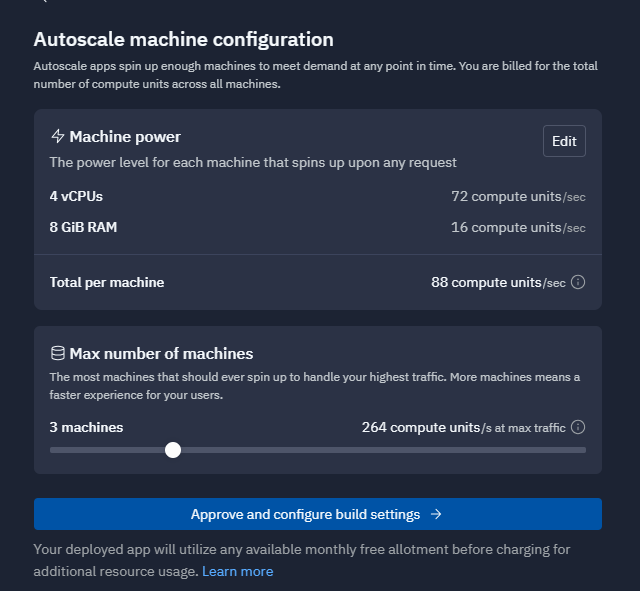 Autoscale machine configuration
Autoscale apps spin up enough machines to meet demand at any point in time. You are billed for the total
number of compute units across all machines.
Machine power
Edit
The power level for each machine that spins up upon any request
4 vCPUs 72 compute units/sec
8 GiB RAM 16 compute units/sec
Total per machine 88 compute units/sec
Max number of machines
The most machines that should ever spin up to handle your highest traffic. More machines means a
faster experience for your users.
3 machines 264 compute units/s at max traffic
Approve and configure build settings →
Your deployed app will utilize any available monthly free allotment before charging for
additional resource usage. Learn more